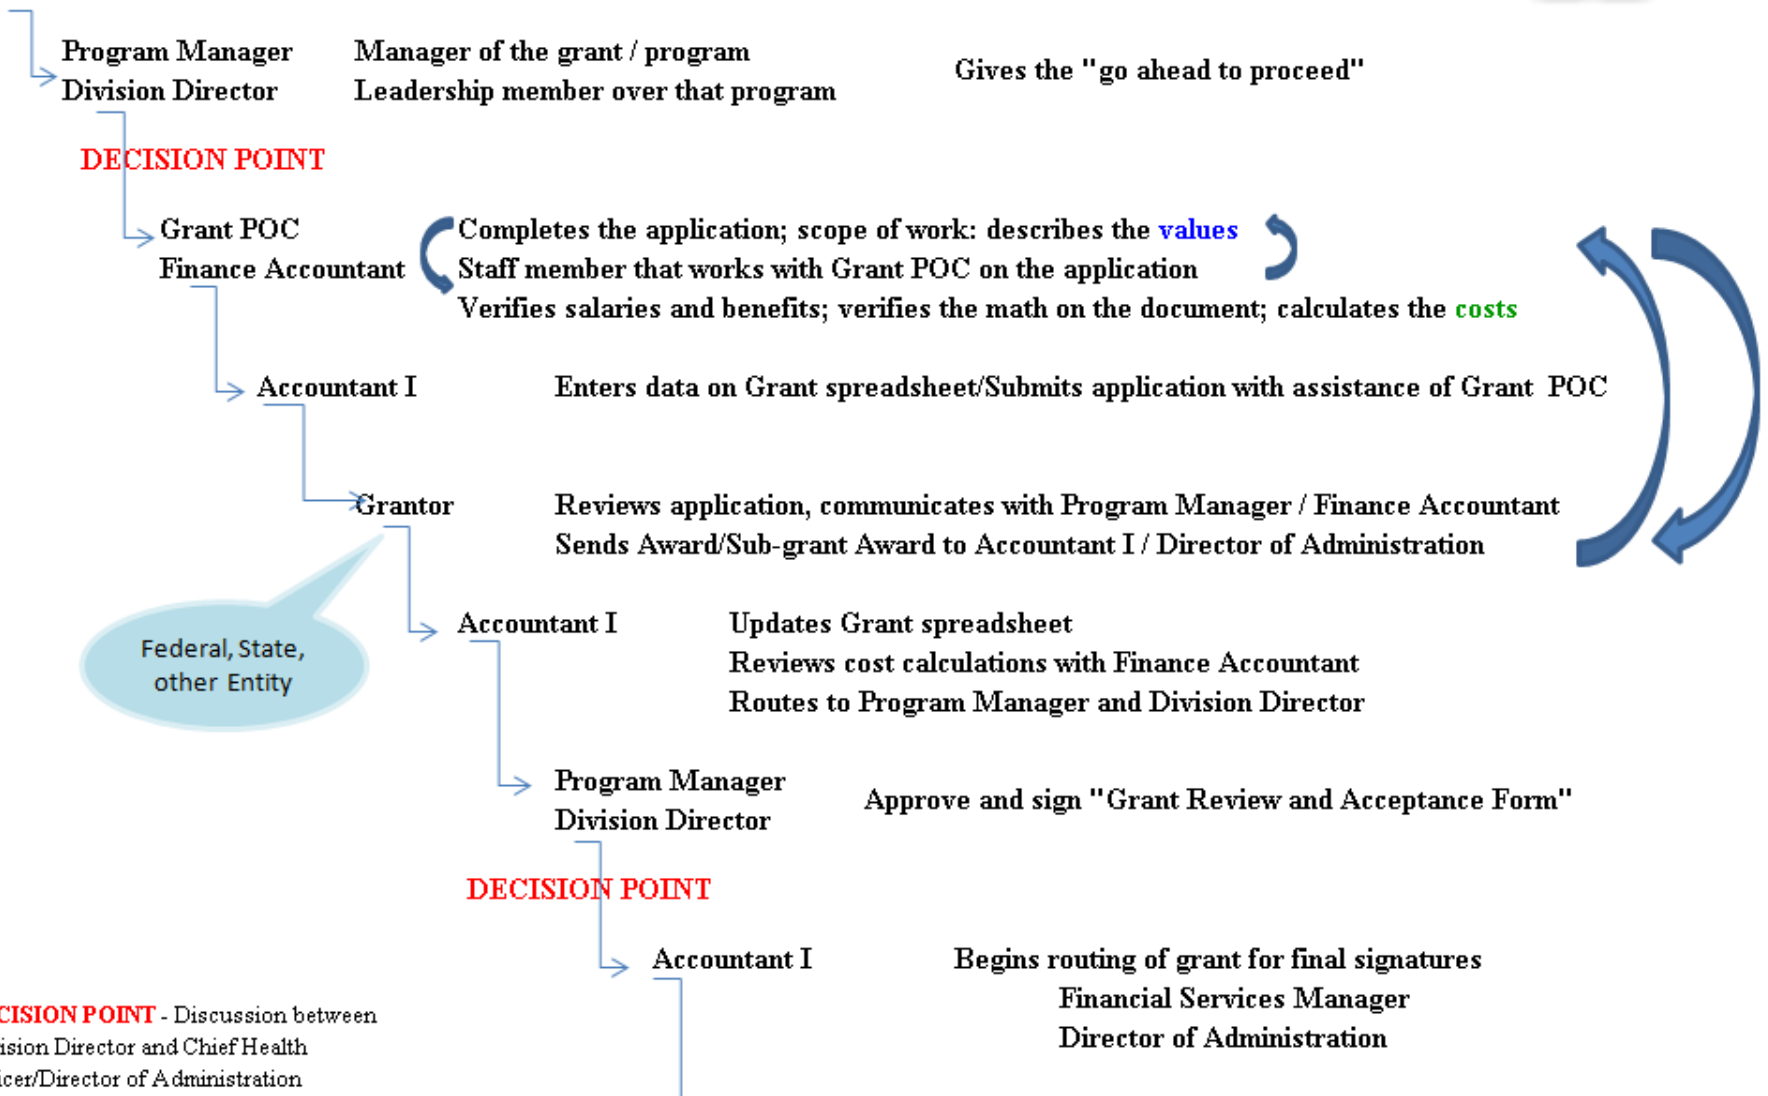 Program Manager Manager of the grant / program
Gives the "go ahead to proceed"
Division Director Leadership member over that program
DECISION POINT
Grant POC Completes the application; scope of work: describes the values
Finance Accountant Staff member that works with Grant POC on the application
Verifies salaries and benefits; verifies the math on the document; calculates the costs
Accountant I Enters data on Grant spreadsheet/Submits application with assistance of Grant POC
Grantor Reviews application, communicates with Program Manager / Finance Accountant
Sends Award/Sub-grant Award to Accountant I / Director of Administration
Federal, State,
other Entity
Accountant I Updates Grant spreadsheet
Reviews cost calculations with Finance Accountant
Routes to Program Manager and Division Director
Program Manager
Division Director
Approve and sign "Grant Review and Acceptance Form"
DECISION POINT
Accountant I Begins routing of grant for final signatures
Financial Services Manager
Director of Administration
CISION POINT - Discussion between
ision Director and Chief Health
icer/Director of Administration